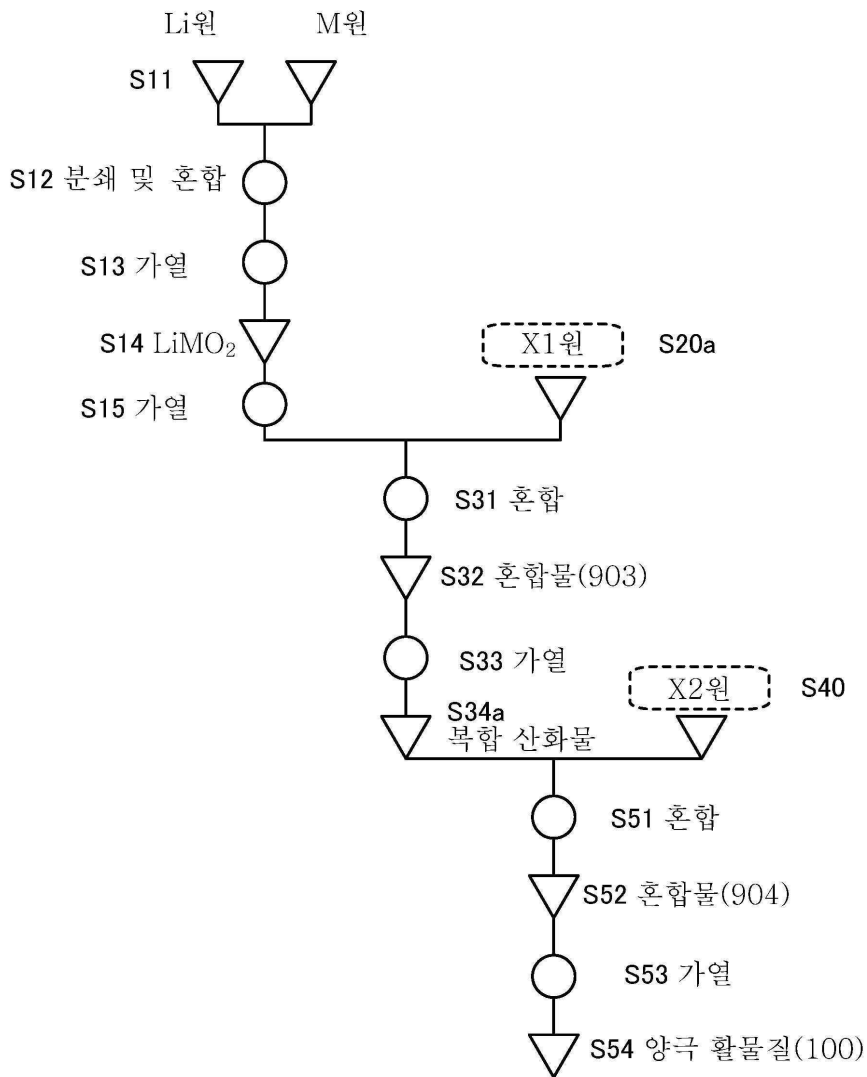 Li원 M원
S11
S12 분쇄 및 혼합
S13 가열
S14 LiMO₂
X1원 S20a
S15 가열
S31 혼합
S32 혼합물(903)
S33 가열
X2원 S40
S34a
복합 산화물
S51 혼합
S52 혼합물(904)
S53 가열
S54 양극 활물질(100)